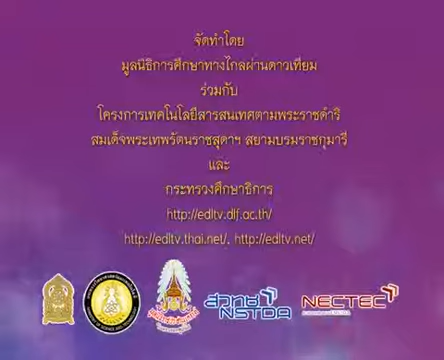 จัดทำโดย
มูลนิธิการศึกษาทางไกลผ่านดาวเทียม
ร่วมกับ
โครงการเทคโนโลยีสารสนเทศตามพระราชดำริ
สมเด็จพระเทพรัตนราชสุดาฯ สยามบรมราชกุมารี
และ
กระทรวงศึกษาธิการ
http://edltv.dlf.ac.th/
http://edltv.thai.net/, http://edltv.net/
สวทช
NSTDA
NECTEC